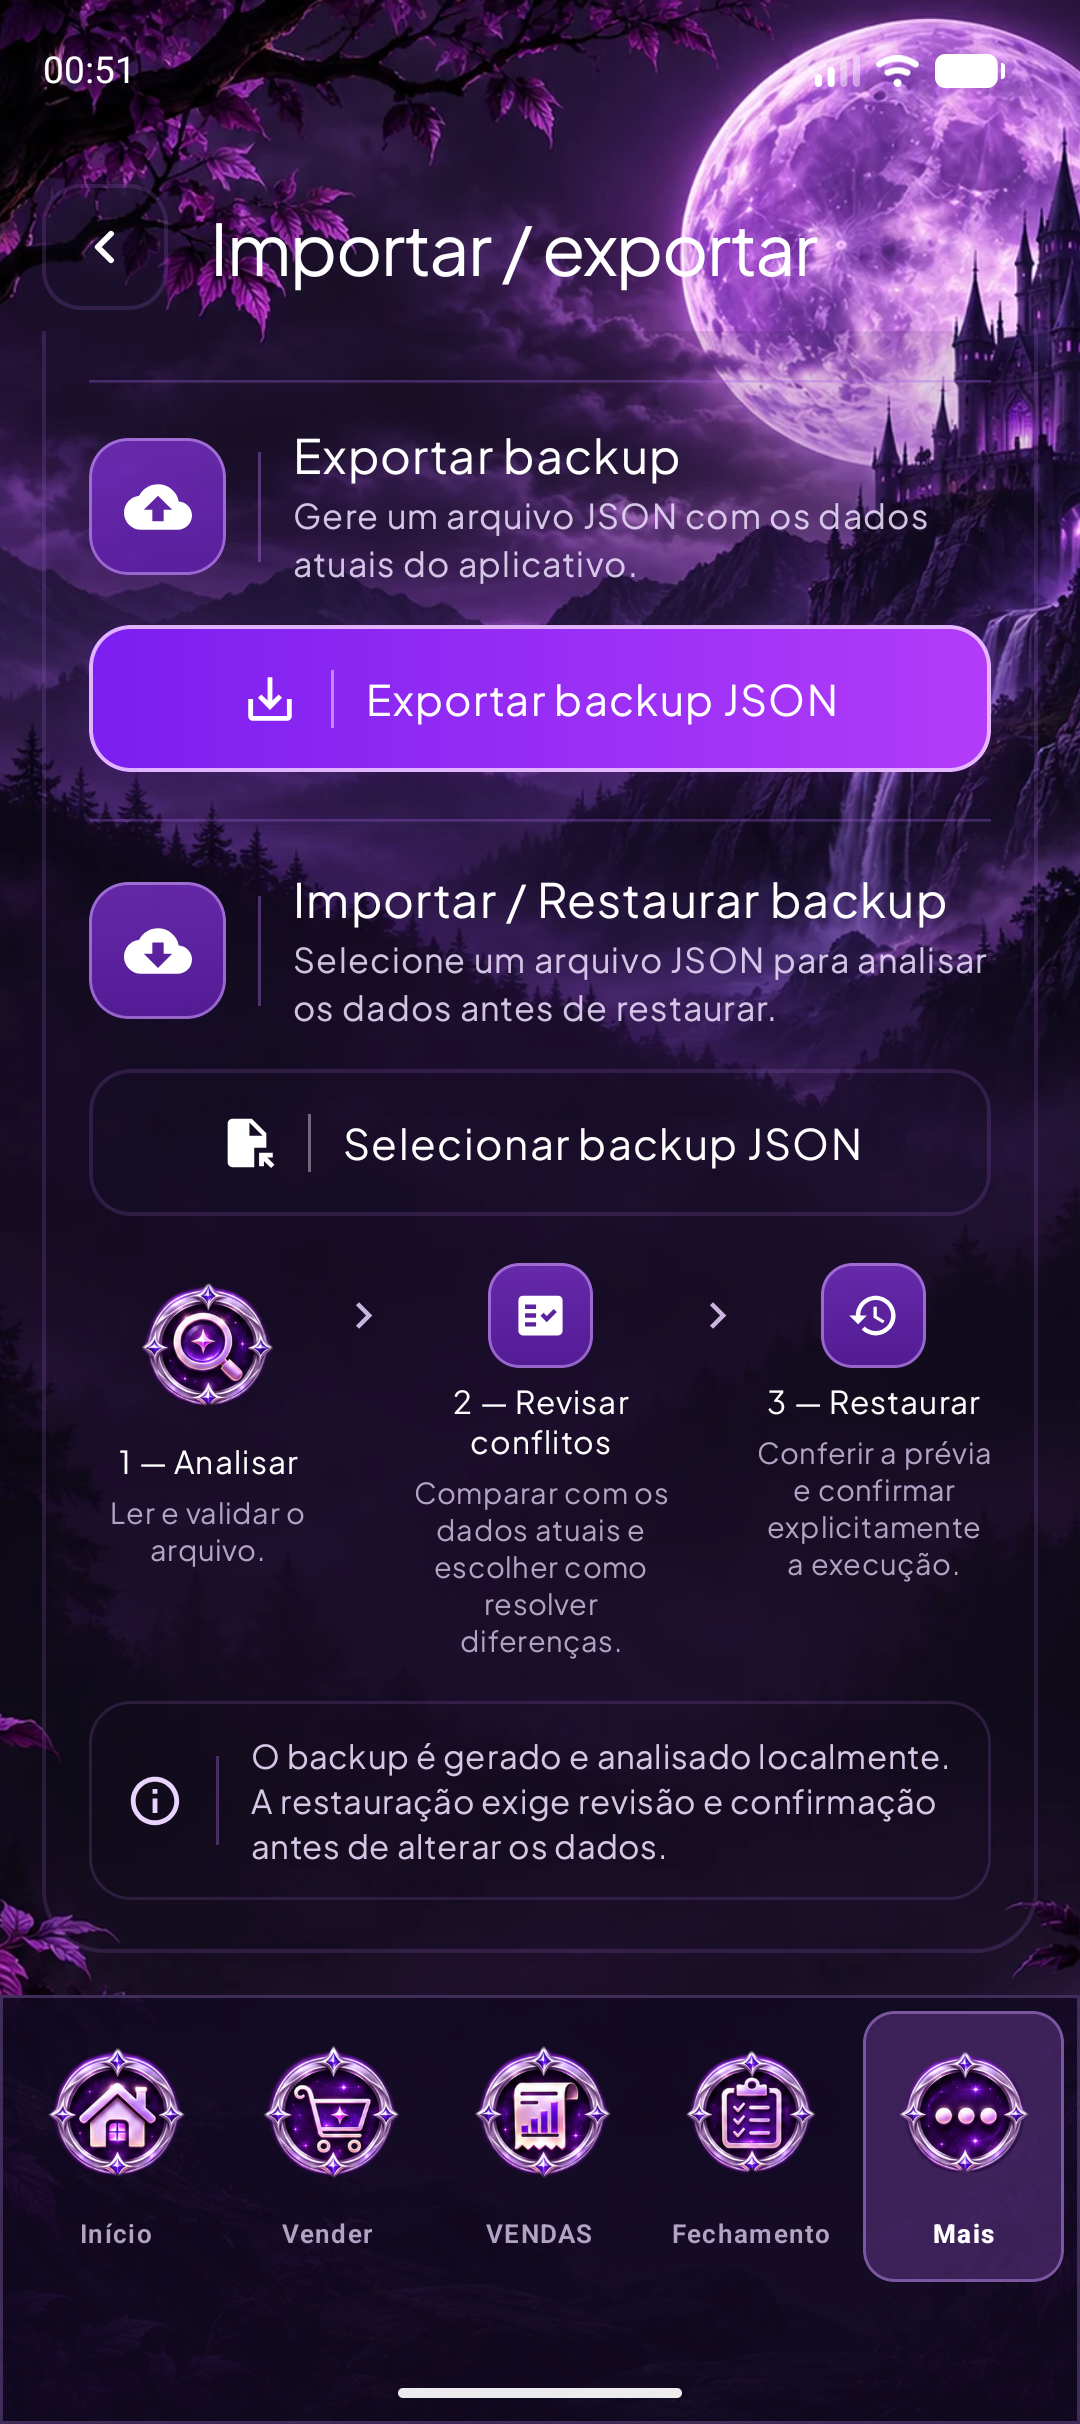 00:51
Importar / exportar
Exportar backup
Gere um arquivo JSON com os dados
atuais do aplicativo.
Exportar backup JSON
Importar / Restaurar backup
Selecione um arquivo JSON para analisar
os dados antes de restaurar.
Selecionar backup JSON
1 — Analisar
Ler e validar o
arquivo.
2 — Revisar
conflitos
Comparar com os
dados atuais e
escolher como
resolver
diferenças.
3 — Restaurar
Conferir a prévia
e confirmar
explicitamente
a execução.
O backup é gerado e analisado localmente.
A restauração exige revisão e confirmação
antes de alterar os dados.
Início
Vender
VENDAS
Fechamento
Mais